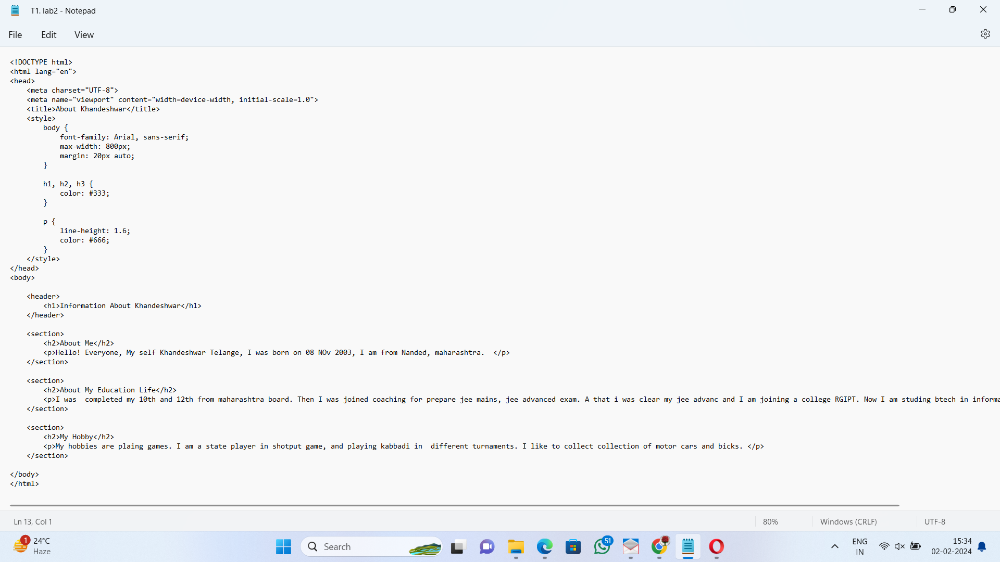 T1. lab2 - Notepad
File Edit View
<!DOCTYPE html>
<html lang="en">
<head>
    <meta charset="UTF-8">
    <meta name="viewport" content="width=device-width, initial-scale=1.0">
    <title>About Khandeshwar</title>
    <style>
        body {
            font-family: Arial, sans-serif;
            max-width: 800px;
            margin: 20px auto;
        }
        h1, h2, h3 {
            color: #333;
        }
        p {
            line-height: 1.6;
            color: #666;
        }
    </style>
</head>
<body>
    <header>
        <h1>Information About Khandeshwar</h1>
    </header>
    <section>
        <h2>About Me</h2>
        <p>Hello! Everyone, My self Khandeshwar Telange, I was born on 08 NOv 2003, I am from Nanded, maharashtra.  </p>
    </section>
    <section>
        <h2>About My Education Life</h2>
        <p>I was  completed my 10th and 12th from maharashtra board. Then I was joined coaching for prepare jee mains, jee advanced exam. A that i was clear my jee advanc and I am joining a college RGIPT. Now I am studing btech in informa
    </section>
    <section>
        <h2>My Hobby</h2>
        <p>My hobbies are plaing games. I am a state player in shotput game, and playing kabbadi in  different turnaments. I like to collect collection of motor cars and bicks. </p>
    </section>
</body>
</html>
Ln 13, Col 1 80% Windows (CRLF) UTF-8
1 24°C
Haze
Search
51
ENG
IN
15:34
02-02-2024